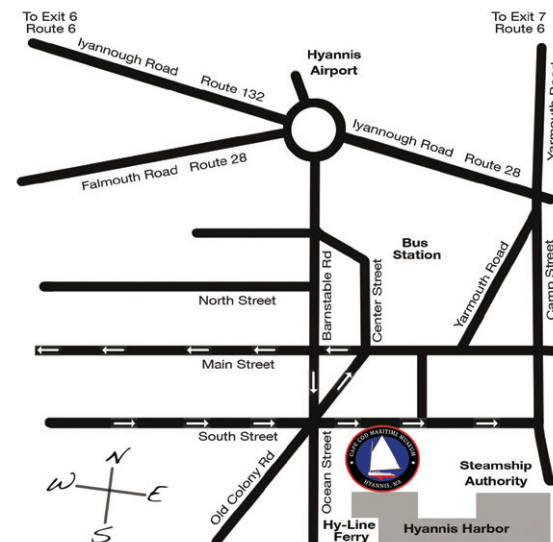 To Exit 6
Route 6
To Exit 7
Route 6
Iyannough Road
Route 132
Hyannis
Airport
Iyannough Road
Route 28
Yarmouth Road
Falmouth Road
Route 28
Bus
Station
Barnstable Rd
Center Street
Yarmouth Road
Camp Street
North Street
Main Street
South Street
Old Colony Rd
Ocean Street
CAPE COD MARITIME MUSEUM
HYANNIS, MA
N
W
E
S
Steamship
Authority
Hy-Line
Ferry
Hyannis Harbor